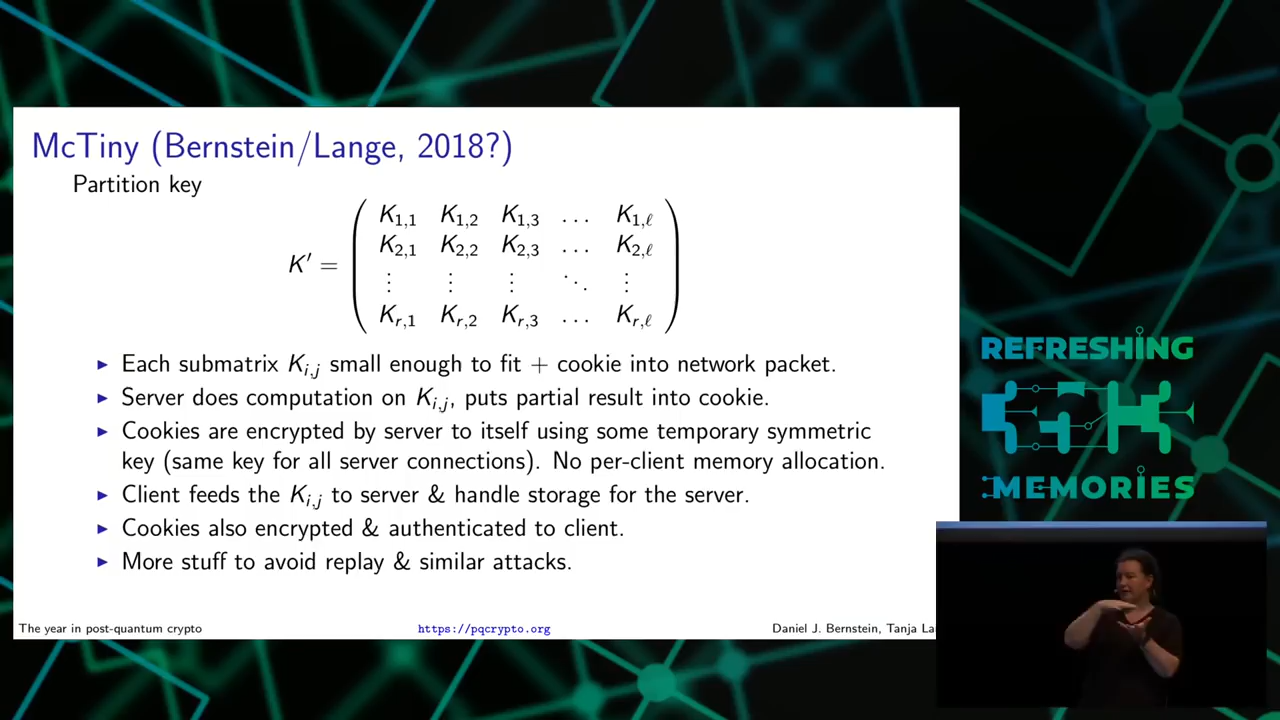 McTiny (Bernstein/Lange, 2018?)
Partition key
K′ = ( K1,1 K1,2 K1,3 … K1,ℓ
K2,1 K2,2 K2,3 … K2,ℓ
⋮ ⋮ ⋮ ⋱ ⋮
Kr,1 Kr,2 Kr,3 … Kr,ℓ )
▶ Each submatrix Ki,j small enough to fit + cookie into network packet.
▶ Server does computation on Ki,j, puts partial result into cookie.
▶ Cookies are encrypted by server to itself using some temporary symmetric
key (same key for all server connections). No per-client memory allocation.
▶ Client feeds the Ki,j to server & handle storage for the server.
▶ Cookies also encrypted & authenticated to client.
▶ More stuff to avoid replay & similar attacks.
The year in post-quantum crypto
https://pqcrypto.org
Daniel J. Bernstein, Tanja La
REFRESHING
MEMORIES